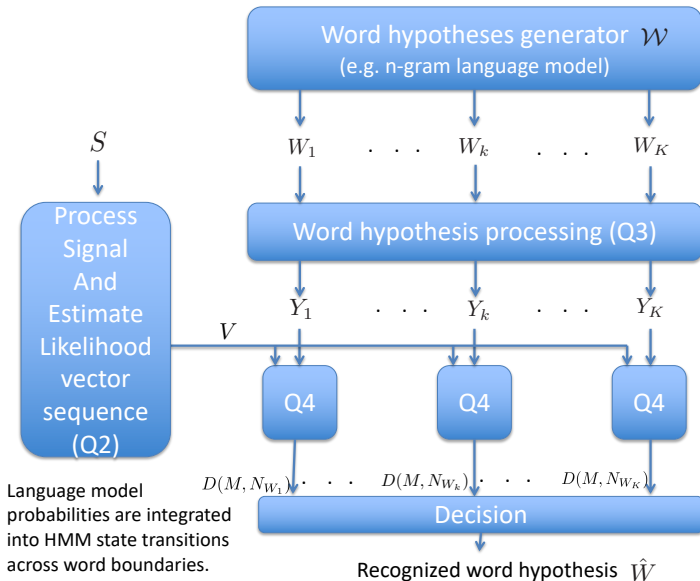 Word hypotheses generator 𝒲
(e.g. n-gram language model)
S
W_1 . . . W_k . . . W_K
Process
Signal
And
Estimate
Likelihood
vector
sequence
(Q2)
Word hypothesis processing (Q3)
Y_1 . . . Y_k . . . Y_K
V
Q4 Q4 Q4
D(M, N_{W_1}) . . . D(M, N_{W_k}) . . . D(M, N_{W_K})
Decision
Language model
probabilities are integrated
into HMM state transitions
across word boundaries.
Recognized word hypothesis Ŵ